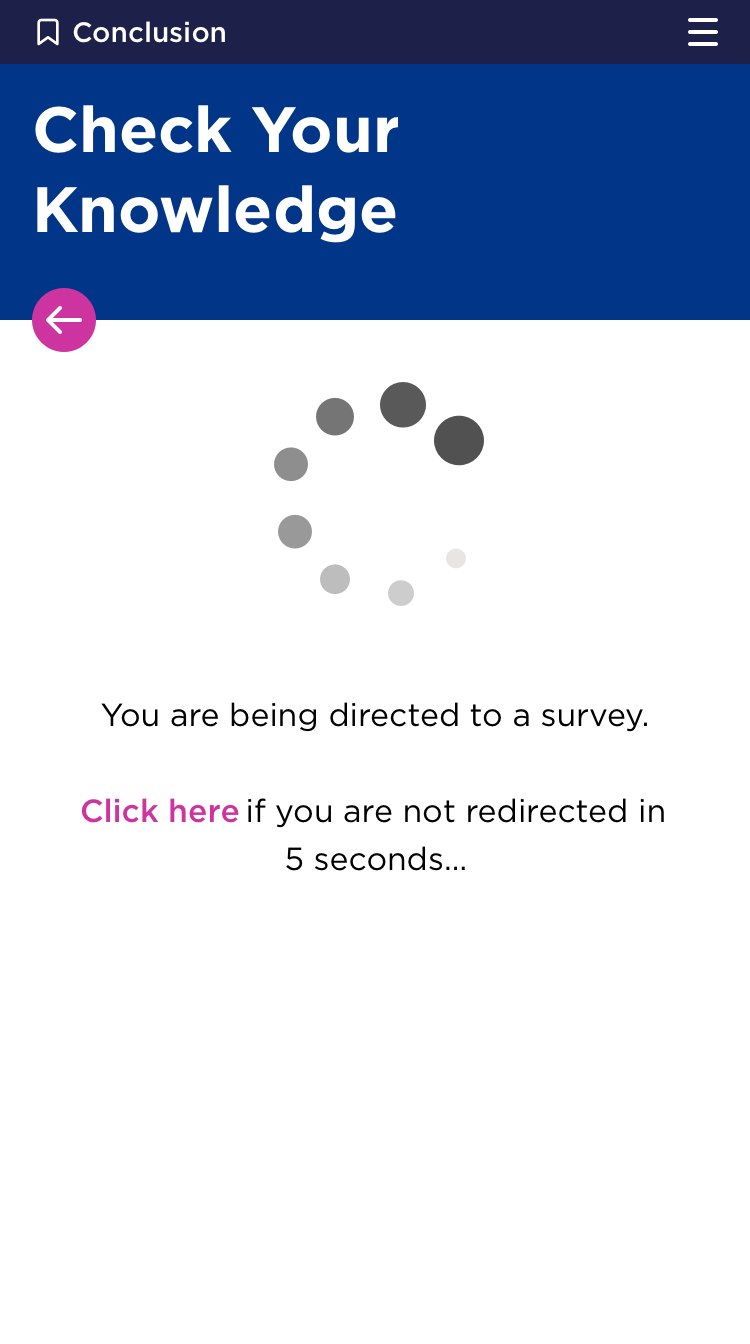 Conclusion
Check Your
Knowledge
You are being directed to a survey.
Click here if you are not redirected in
5 seconds...